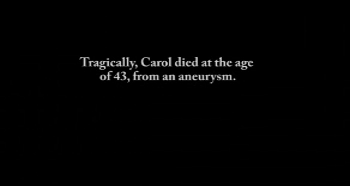 Tragically, Carol died at the age
of 43, from an aneurysm.